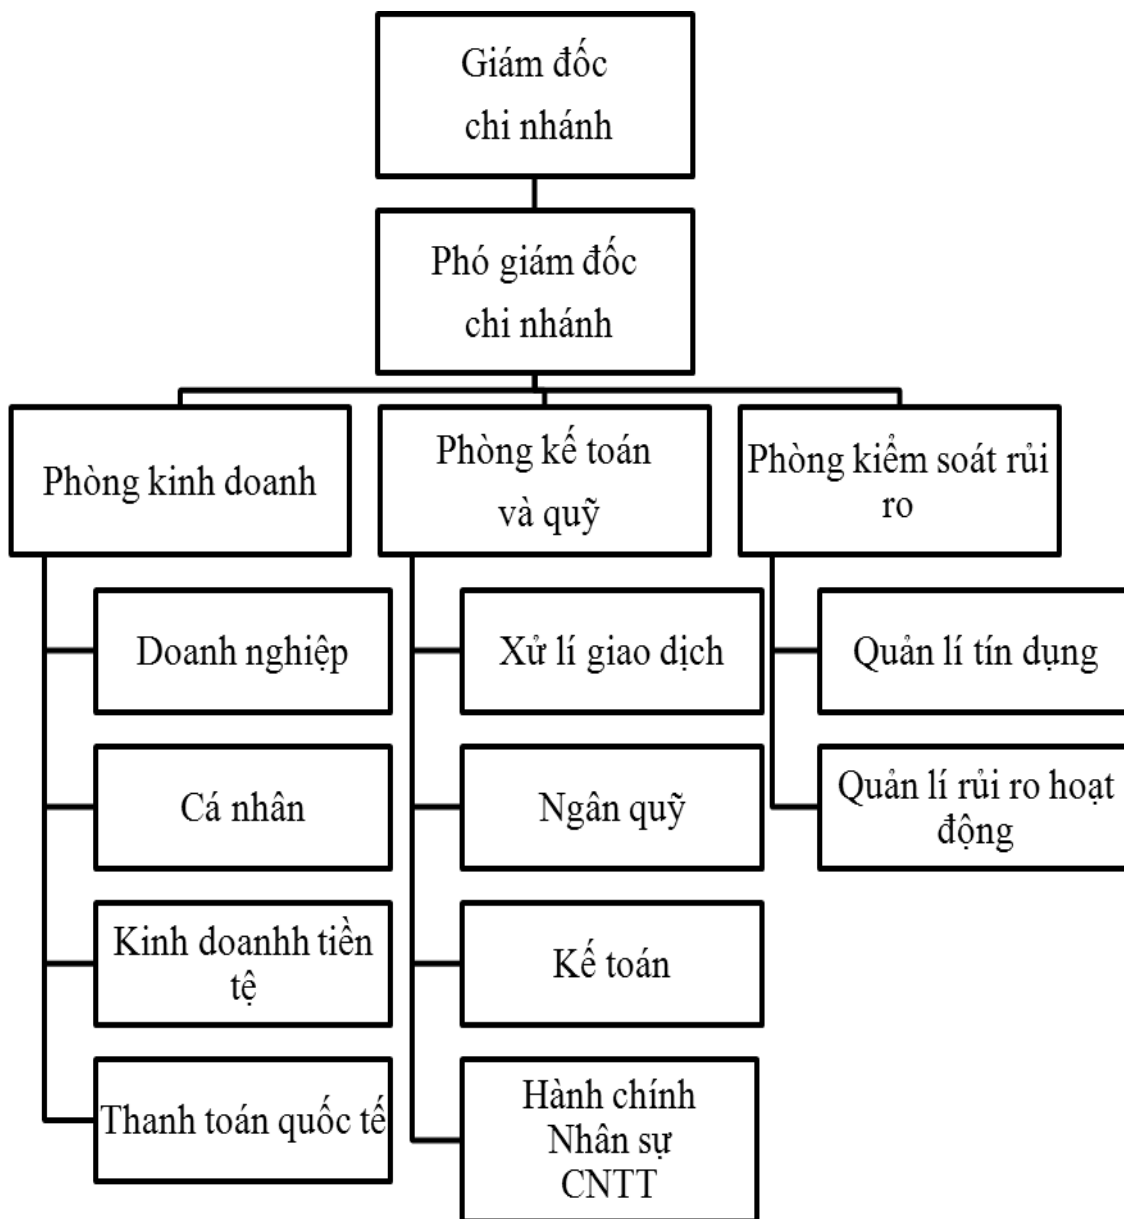 Giám đốc
chi nhánh
Phó giám đốc
chi nhánh
Phòng kinh doanh
Phòng kế toán
và quỹ
Phòng kiểm soát rủi
ro
Doanh nghiệp
Cá nhân
Kinh doanhh tiền
tệ
Thanh toán quốc tế
Xử lí giao dịch
Ngân quỹ
Kế toán
Hành chính
Nhân sự
CNTT
Quản lí tín dụng
Quản lí rủi ro hoạt
động